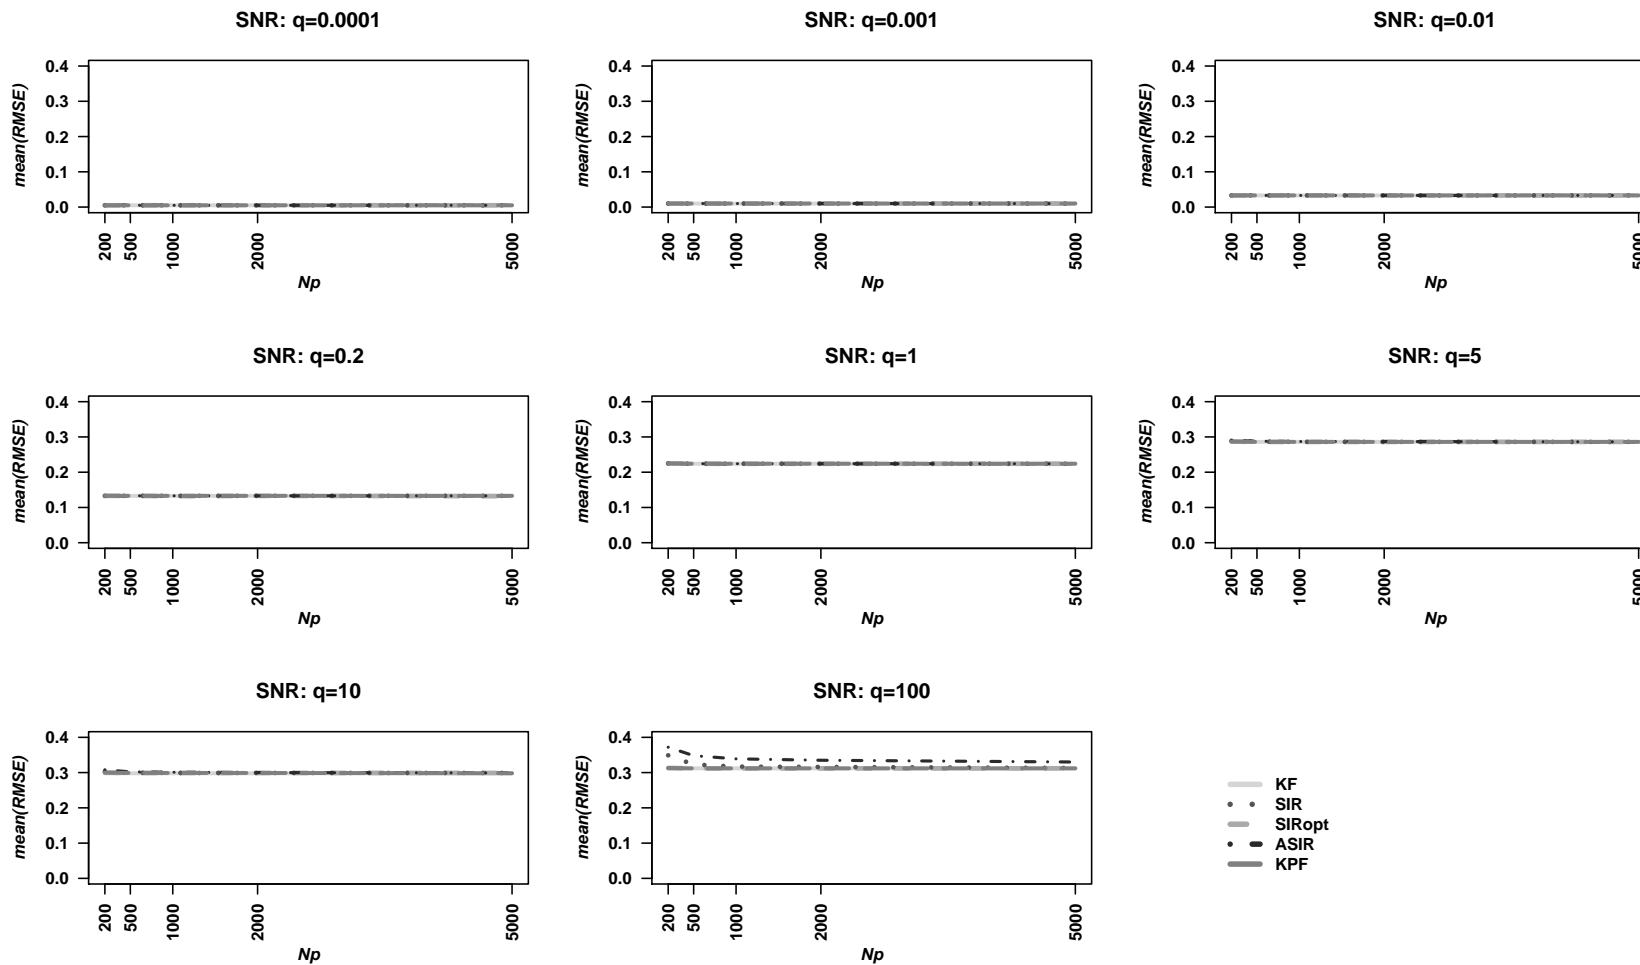 SNR: q=0.0001
mean(RMSE)
0.4
0.3
0.2
0.1
0.0
200
500
1000
2000
5000
Np
SNR: q=0.001
mean(RMSE)
0.4
0.3
0.2
0.1
0.0
200
500
1000
2000
5000
Np
SNR: q=0.01
mean(RMSE)
0.4
0.3
0.2
0.1
0.0
200
500
1000
2000
5000
Np
SNR: q=0.2
mean(RMSE)
0.4
0.3
0.2
0.1
0.0
200
500
1000
2000
5000
Np
SNR: q=1
mean(RMSE)
0.4
0.3
0.2
0.1
0.0
200
500
1000
2000
5000
Np
SNR: q=5
mean(RMSE)
0.4
0.3
0.2
0.1
0.0
200
500
1000
2000
5000
Np
SNR: q=10
mean(RMSE)
0.4
0.3
0.2
0.1
0.0
200
500
1000
2000
5000
Np
SNR: q=100
mean(RMSE)
0.4
0.3
0.2
0.1
0.0
200
500
1000
2000
5000
Np
KF
SIR
SIRopt
ASIR
KPF